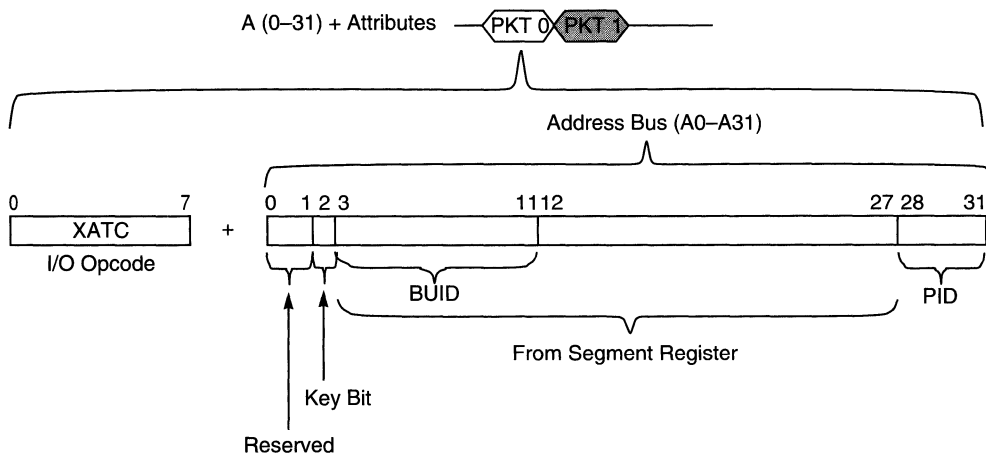 A (0–31) + Attributes PKT 0 PKT 1
Address Bus (A0–A31)
0 7 0 1 2 3 11 12 27 28 31
XATC +
I/O Opcode
BUID PID
From Segment Register
Key Bit
Reserved